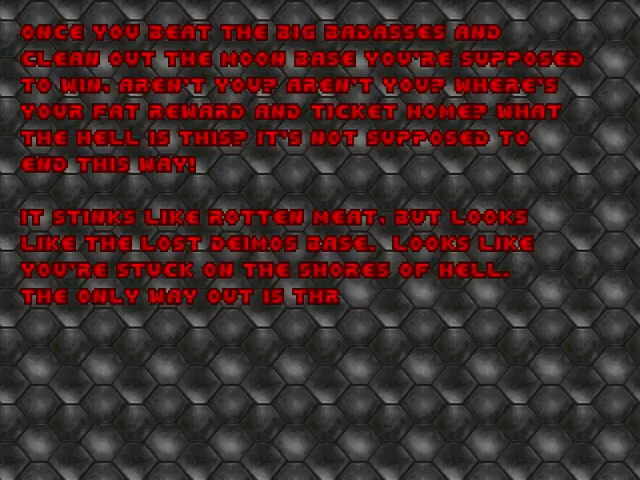 ONCE YOU BEAT THE BIG BADASSES AND
CLEAN OUT THE MOON BASE YOU'RE SUPPOSED
TO WIN, AREN'T YOU? AREN'T YOU? WHERE'S
YOUR FAT REWARD AND TICKET HOME? WHAT
THE HELL IS THIS? IT'S NOT SUPPOSED TO
END THIS WAY!

IT STINKS LIKE ROTTEN MEAT, BUT LOOKS
LIKE THE LOST DEIMOS BASE.  LOOKS LIKE
YOU'RE STUCK ON THE SHORES OF HELL.
THE ONLY WAY OUT IS THR